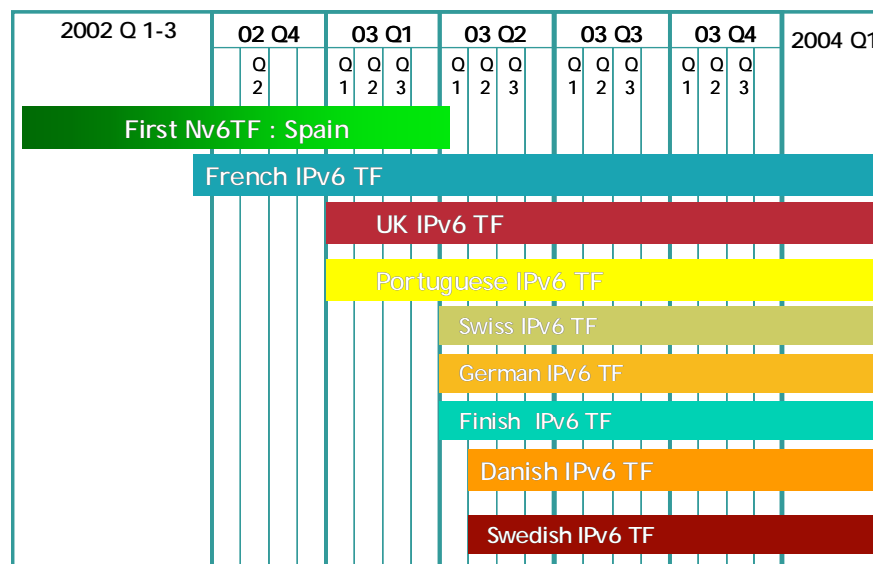 2002 Q 1-3 02 Q4 03 Q1 03 Q2 03 Q3 03 Q4 2004 Q1
Q Q Q Q Q Q Q Q Q Q Q Q Q
2 1 2 3 1 2 3 1 2 3 1 2 3
First Nv6TF : Spain
French IPv6 TF
UK IPv6 TF
Portuguese IPv6 TF
Swiss IPv6 TF
German IPv6 TF
Finish IPv6 TF
Danish IPv6 TF
Swedish IPv6 TF